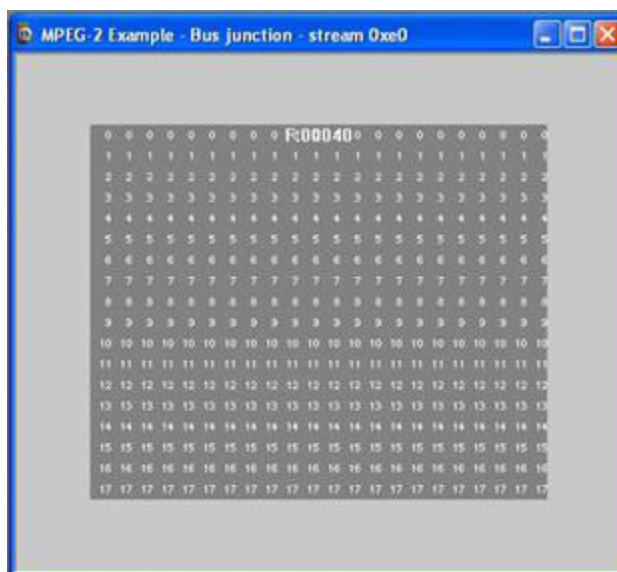 MPEG-2 Example - Bus junction - stream 0xe0
0 0 0 0 0 0 0 0 0 F:00040 0 0 0 0 0 0 0 0 0 0
1 1 1 1 1 1 1 1 1 1 1 1 1 1 1 1 1 1 1 1 1 1
2 2 2 2 2 2 2 2 2 2 2 2 2 2 2 2 2 2 2 2 2 2
3 3 3 3 3 3 3 3 3 3 3 3 3 3 3 3 3 3 3 3 3 3
4 4 4 4 4 4 4 4 4 4 4 4 4 4 4 4 4 4 4 4 4 4
5 5 5 5 5 5 5 5 5 5 5 5 5 5 5 5 5 5 5 5 5 5
6 6 6 6 6 6 6 6 6 6 6 6 6 6 6 6 6 6 6 6 6 6
7 7 7 7 7 7 7 7 7 7 7 7 7 7 7 7 7 7 7 7 7 7
8 8 8 8 8 8 8 8 8 8 8 8 8 8 8 8 8 8 8 8 8 8
9 9 9 9 9 9 9 9 9 9 9 9 9 9 9 9 9 9 9 9 9 9
10 10 10 10 10 10 10 10 10 10 10 10 10 10 10 10 10 10 10 10 10 10
11 11 11 11 11 11 11 11 11 11 11 11 11 11 11 11 11 11 11 11 11 11
12 12 12 12 12 12 12 12 12 12 12 12 12 12 12 12 12 12 12 12 12 12
13 13 13 13 13 13 13 13 13 13 13 13 13 13 13 13 13 13 13 13 13 13
14 14 14 14 14 14 14 14 14 14 14 14 14 14 14 14 14 14 14 14 14 14
15 15 15 15 15 15 15 15 15 15 15 15 15 15 15 15 15 15 15 15 15 15
16 16 16 16 16 16 16 16 16 16 16 16 16 16 16 16 16 16 16 16 16 16
17 17 17 17 17 17 17 17 17 17 17 17 17 17 17 17 17 17 17 17 17 17